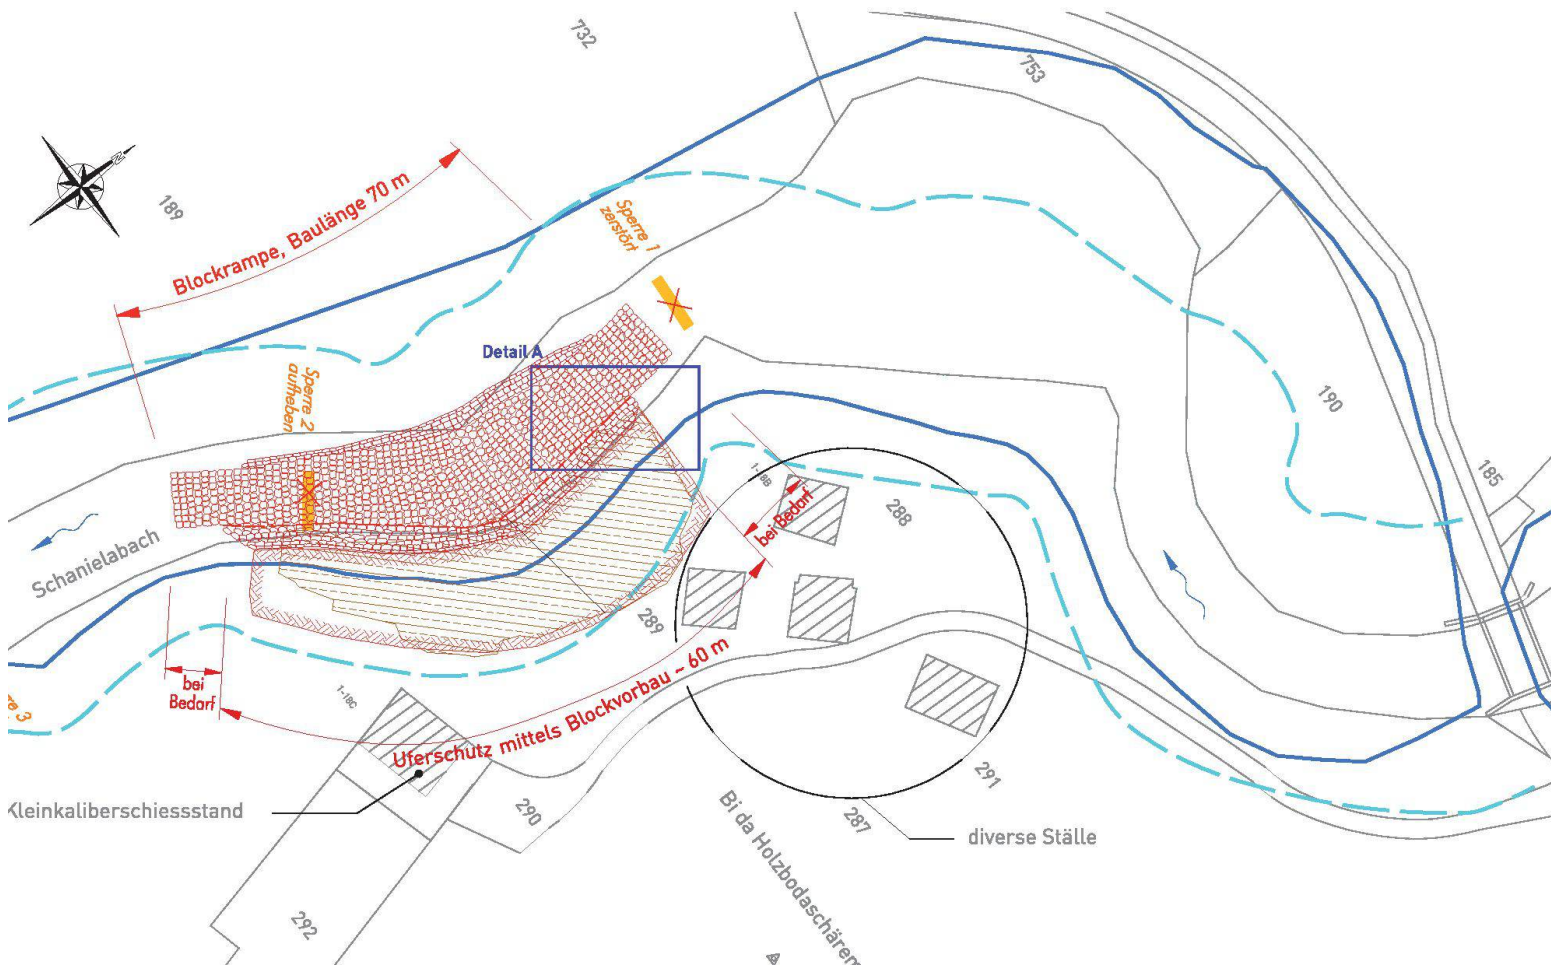 732
753
N
189
Blockrampe, Baulänge 70 m
Sperre 1
zerstört
Detail A
Sperre 2
aufheben
190
185
1-18B
288
bei Bedarf
Schanielabach
289
bei
Bedarf
1-18C
Uferschutz mittels Blockvorbau ~ 60 m
291
Kleinkaliberschiessstand
290
287
diverse Ställe
Bi da Holzbodaschärem
292